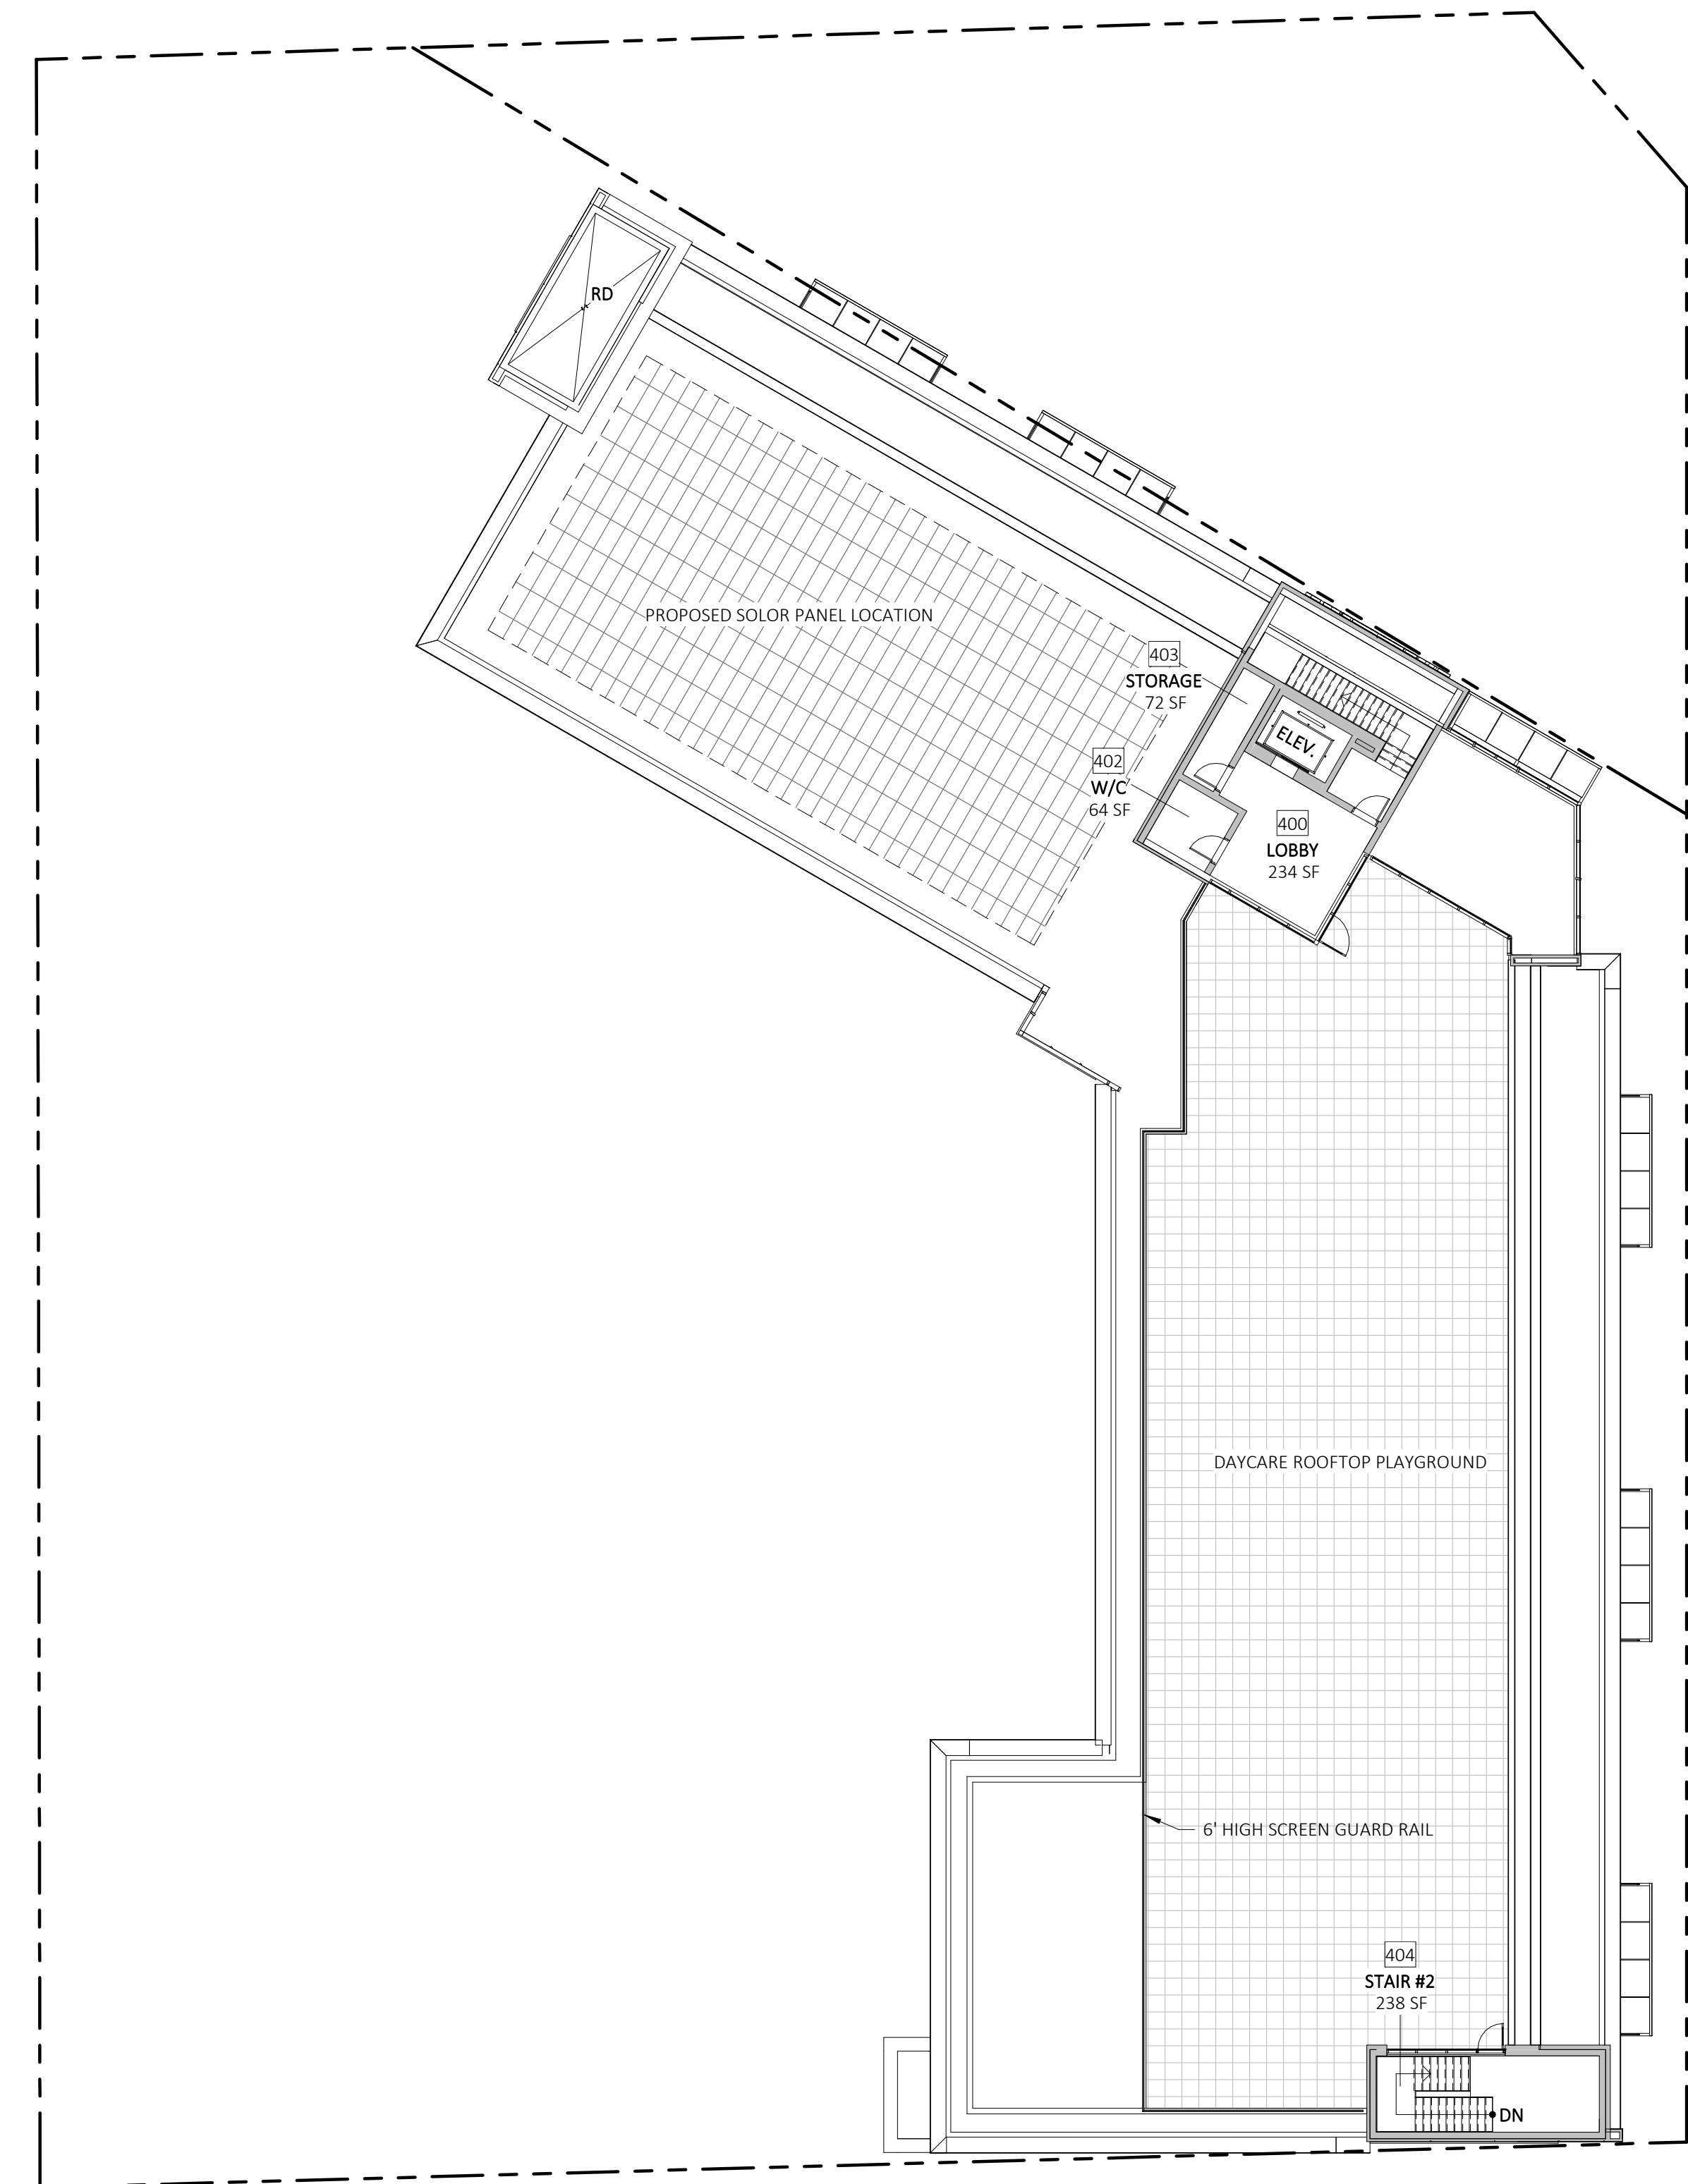 RD
PROPOSED SOLOR PANEL LOCATION
403
STORAGE
72 SF
ELEV.
402
W/C
64 SF
400
LOBBY
234 SF
DAYCARE ROOFTOP PLAYGROUND
6' HIGH SCREEN GUARD RAIL
404
STAIR #2
238 SF
DN